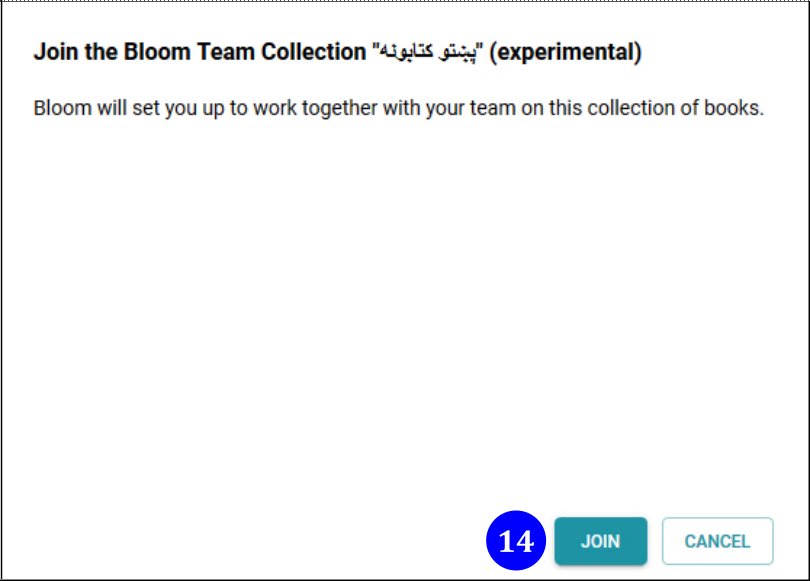 Join the Bloom Team Collection "پښتو کتابونه" (experimental)
Bloom will set you up to work together with your team on this collection of books.
14 JOIN CANCEL